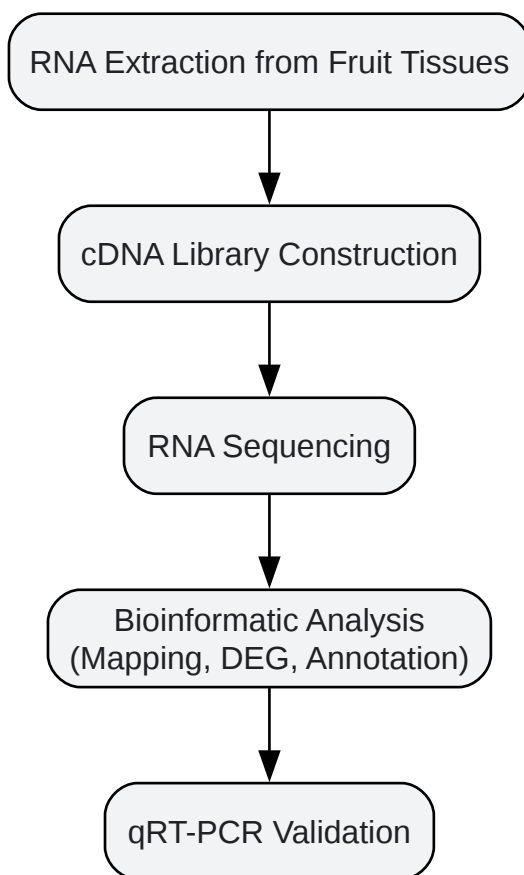 RNA Extraction from Fruit Tissues
cDNA Library Construction
RNA Sequencing
Bioinformatic Analysis
(Mapping, DEG, Annotation)
qRT-PCR Validation